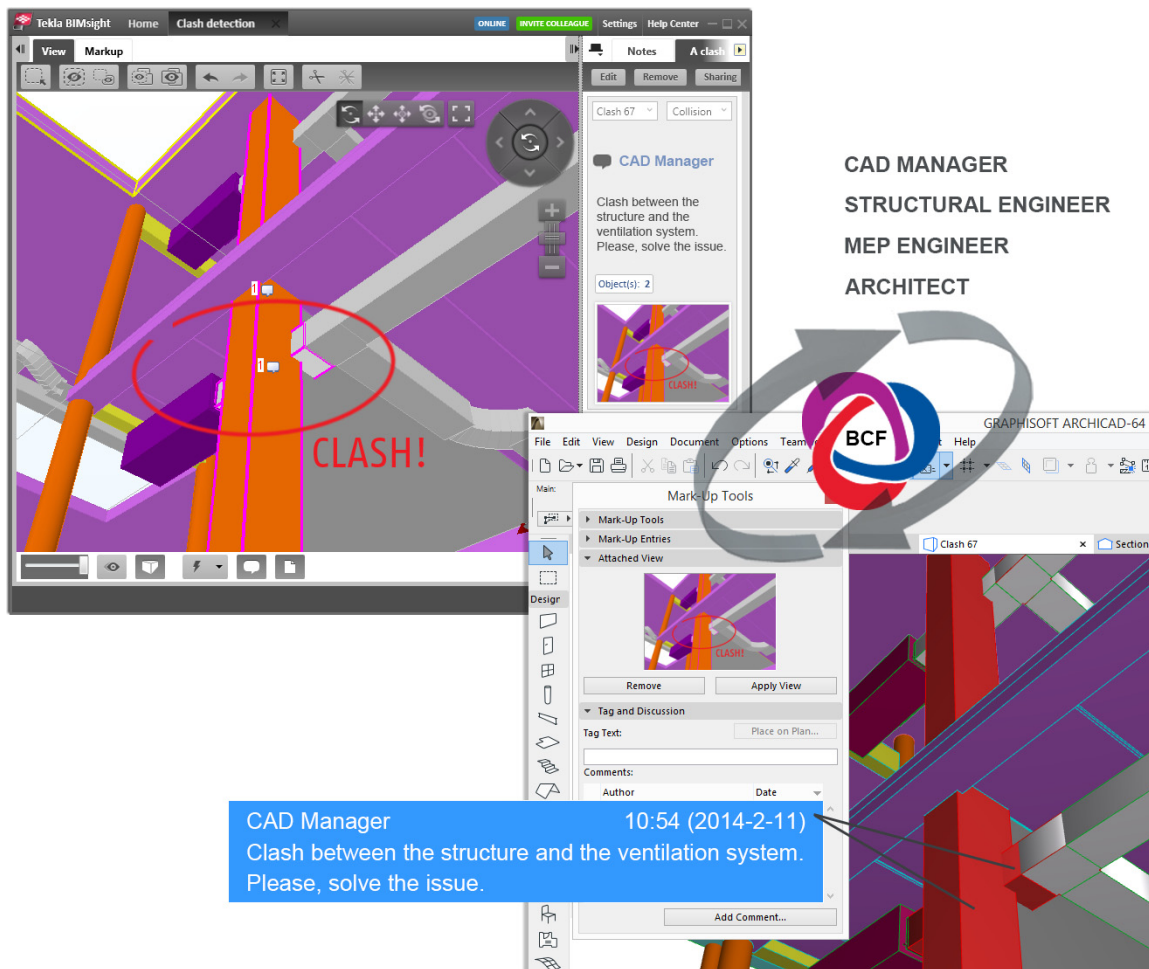 Tekla BIMsight Home Clash detection × ONLINE INVITE COLLEAGUE Settings Help Center
View Markup
Notes A clash
Edit Remove Sharing
Clash 67 Collision
CAD Manager
Clash between the
structure and the
ventilation system.
Please, solve the issue.
Object(s): 2
CLASH!
1
1
CLASH!
CAD MANAGER
STRUCTURAL ENGINEER
MEP ENGINEER
ARCHITECT
BCF
GRAPHISOFT ARCHICAD-64
File Edit View Design Document Options Team Help
Main:
Mark-Up Tools
Mark-Up Tools
Mark-Up Entries
Attached View
Clash 67 × Section
Design
CLASH!
Remove Apply View
Tag and Discussion
Tag Text: Place on Plan...
Comments:
Author Date
CAD Manager 10:54 (2014-2-11)
Clash between the structure and the ventilation system.
Please, solve the issue.
Add Comment...